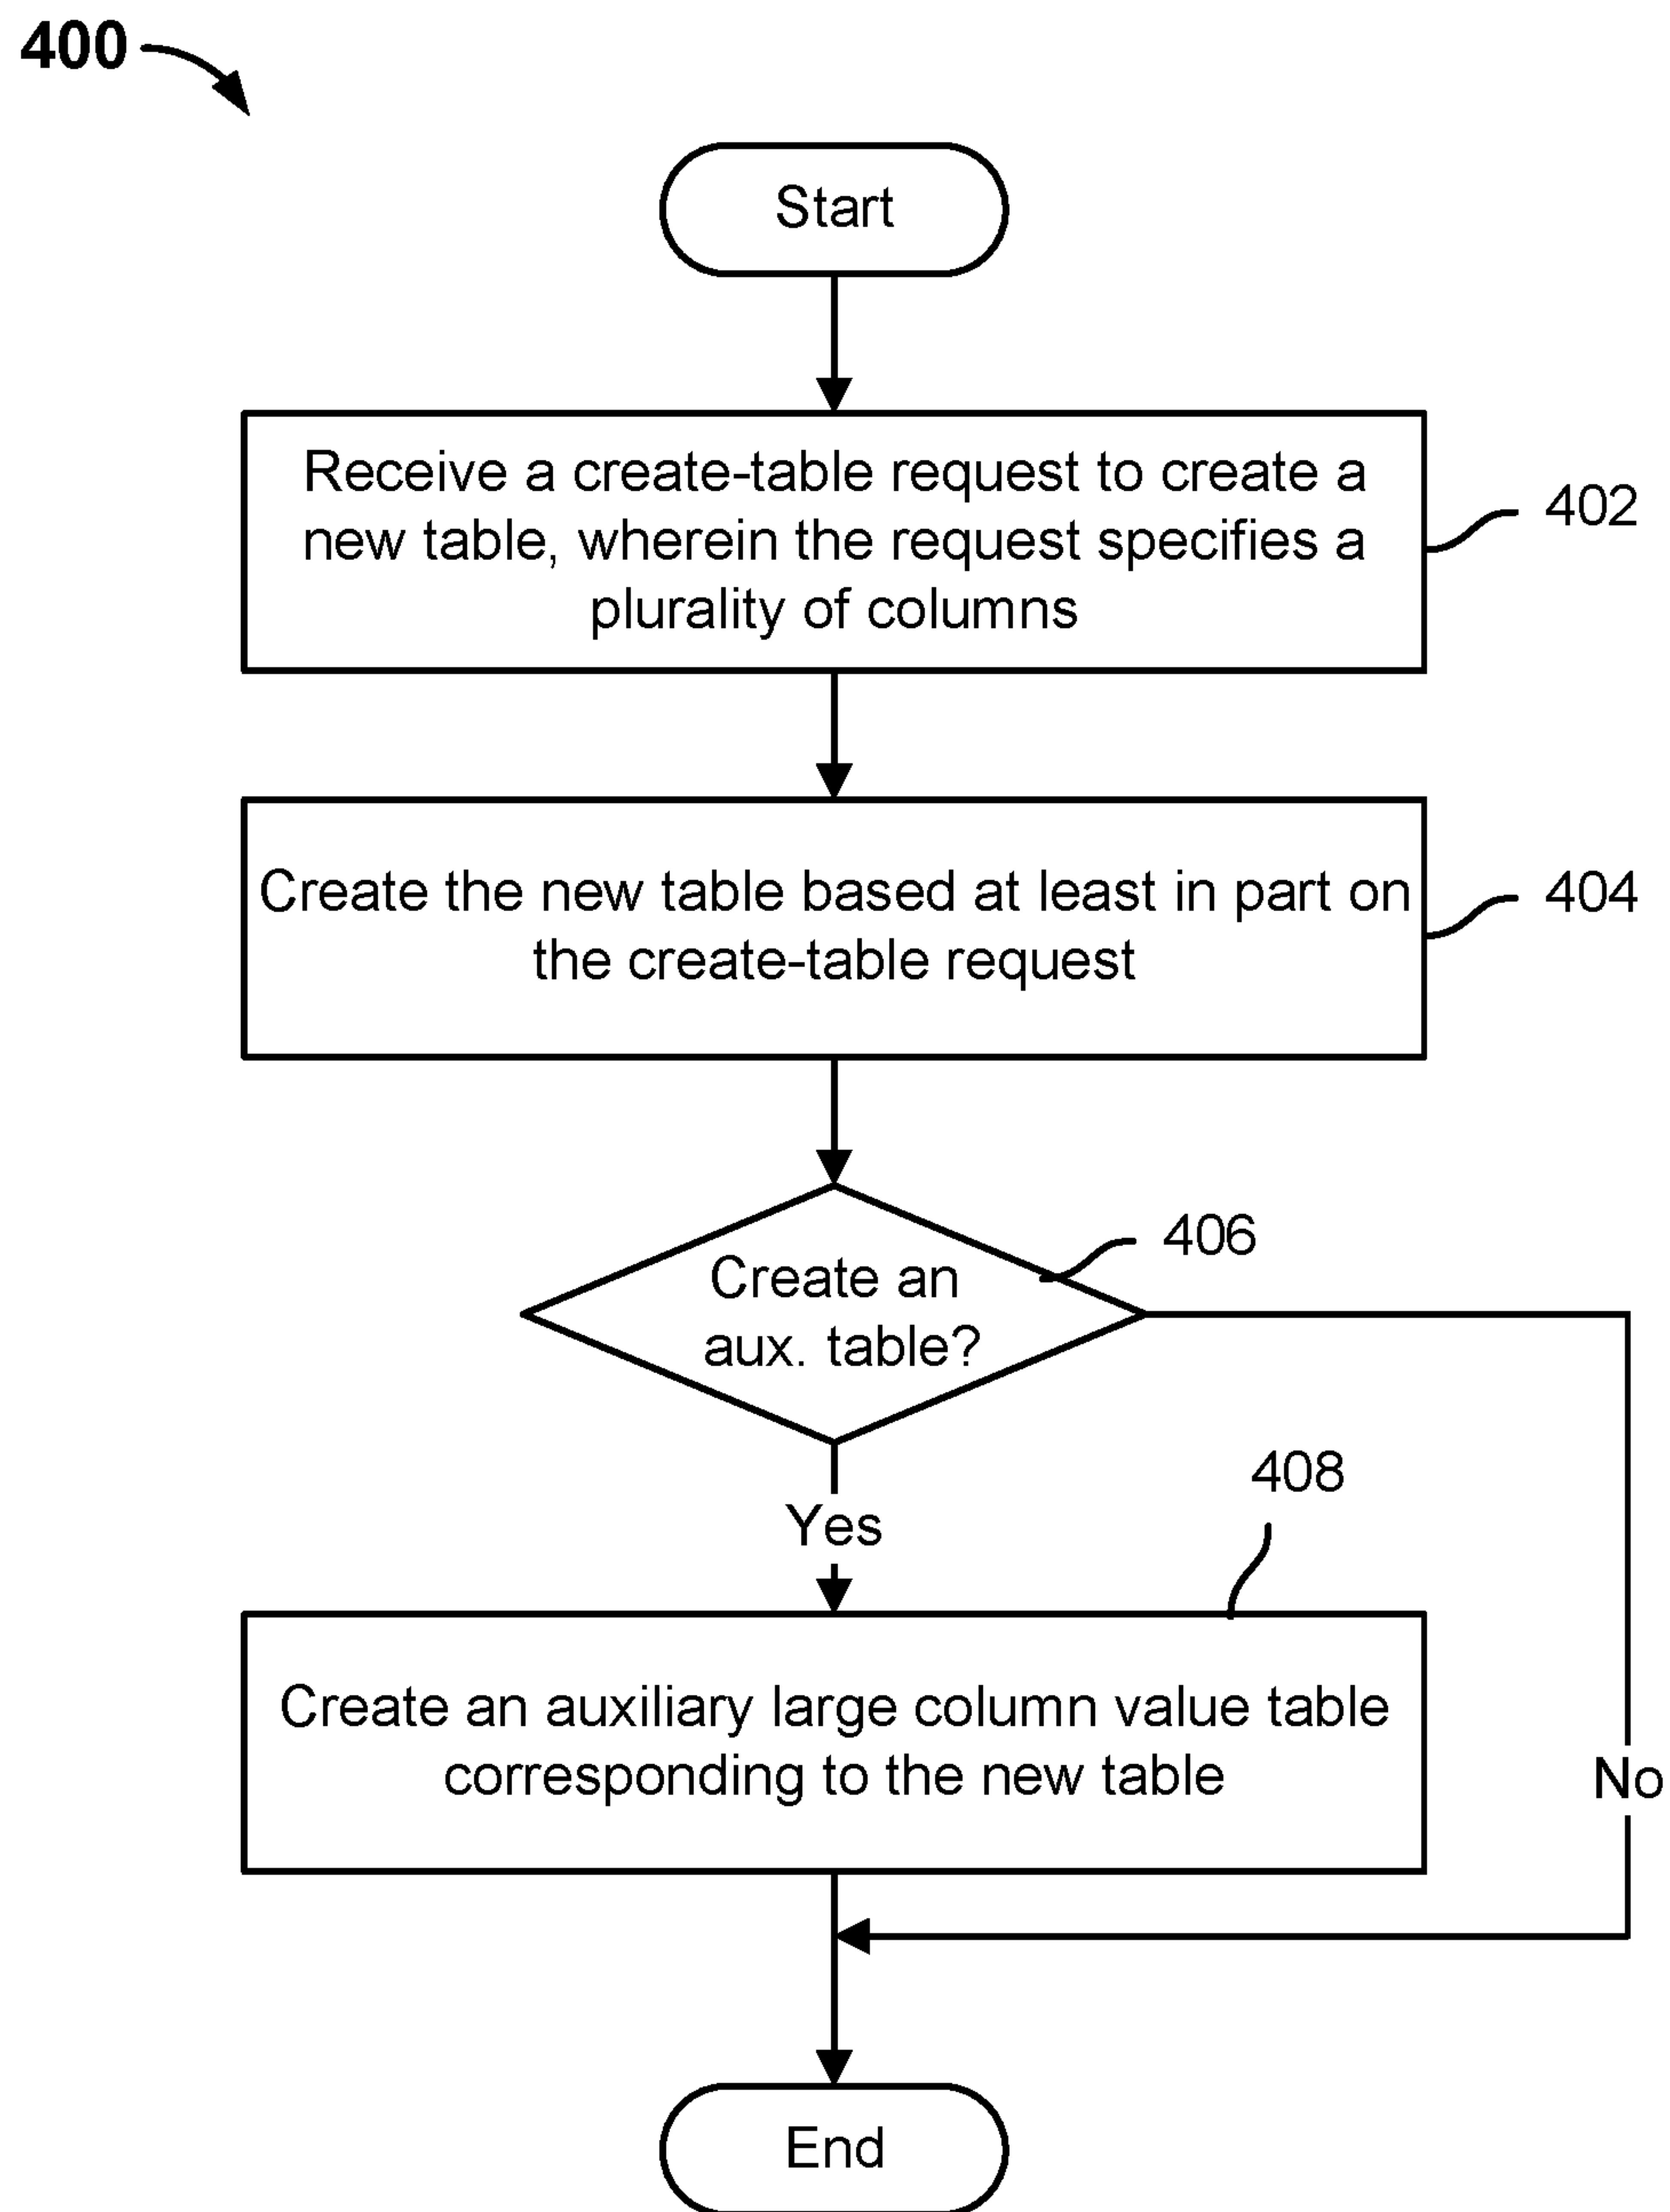 400
Start
Receive a create-table request to create a
new table, wherein the request specifies a
plurality of columns
402
Create the new table based at least in part on
the create-table request
404
Create an
aux. table?
406
Yes
408
Create an auxiliary large column value table
corresponding to the new table
No
End